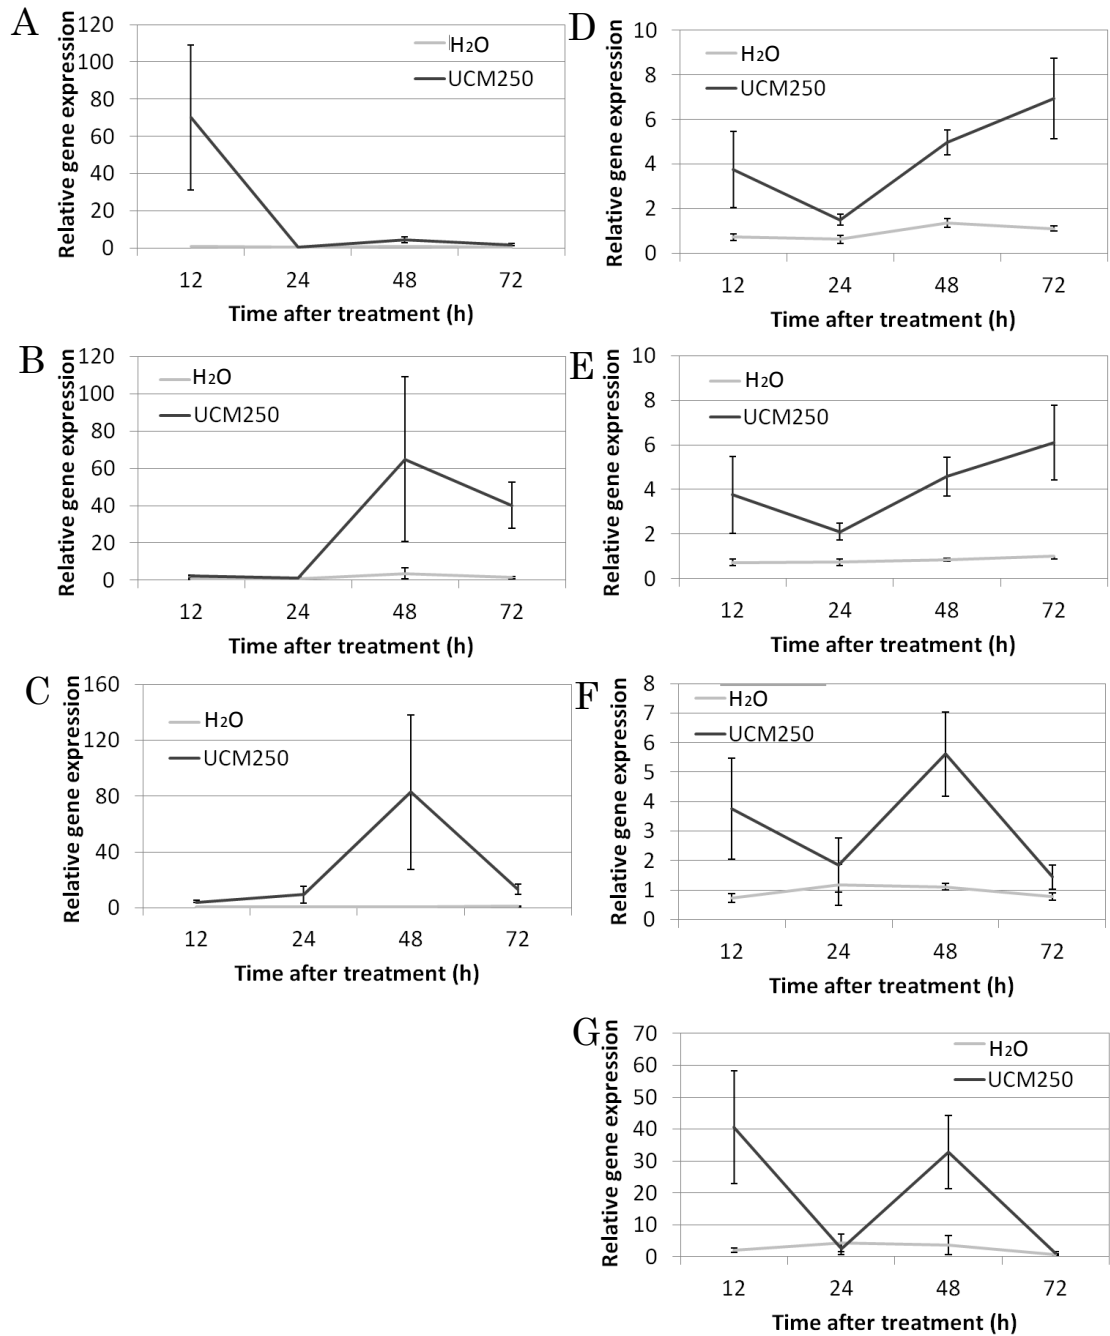 A
Relative gene expression
120
100
80
60
40
20
0
H₂O
UCM250
12 24 48 72
Time after treatment (h)
D
Relative gene expression
10
8
6
4
2
0
H₂O
UCM250
12 24 48 72
Time after treatment (h)
B
Relative gene expression
120
100
80
60
40
20
0
H₂O
UCM250
12 24 48 72
Time after treatment (h)
E
Relative gene expression
10
8
6
4
2
0
H₂O
UCM250
12 24 48 72
Time after treatment (h)
C
Relative gene expression
160
120
80
40
0
H₂O
UCM250
12 24 48 72
Time after treatment (h)
F
Relative gene expression
8
7
6
5
4
3
2
1
0
H₂O
UCM250
12 24 48 72
Time after treatment (h)
G
Relative gene expression
70
60
50
40
30
20
10
0
H₂O
UCM250
12 24 48 72
Time after treatment (h)